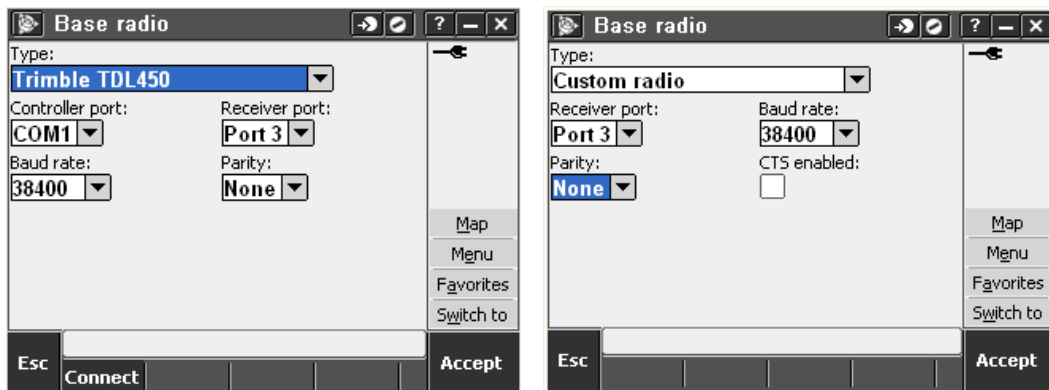 Base radio ? — ×
Type:
Trimble TDL450
Controller port: Receiver port:
COM1 Port 3
Baud rate: Parity:
38400 None
Map
Menu
Favorites
Switch to
Esc Connect Accept
Base radio ? — ×
Type:
Custom radio
Receiver port: Baud rate:
Port 3 38400
Parity: CTS enabled:
None
Map
Menu
Favorites
Switch to
Esc Accept